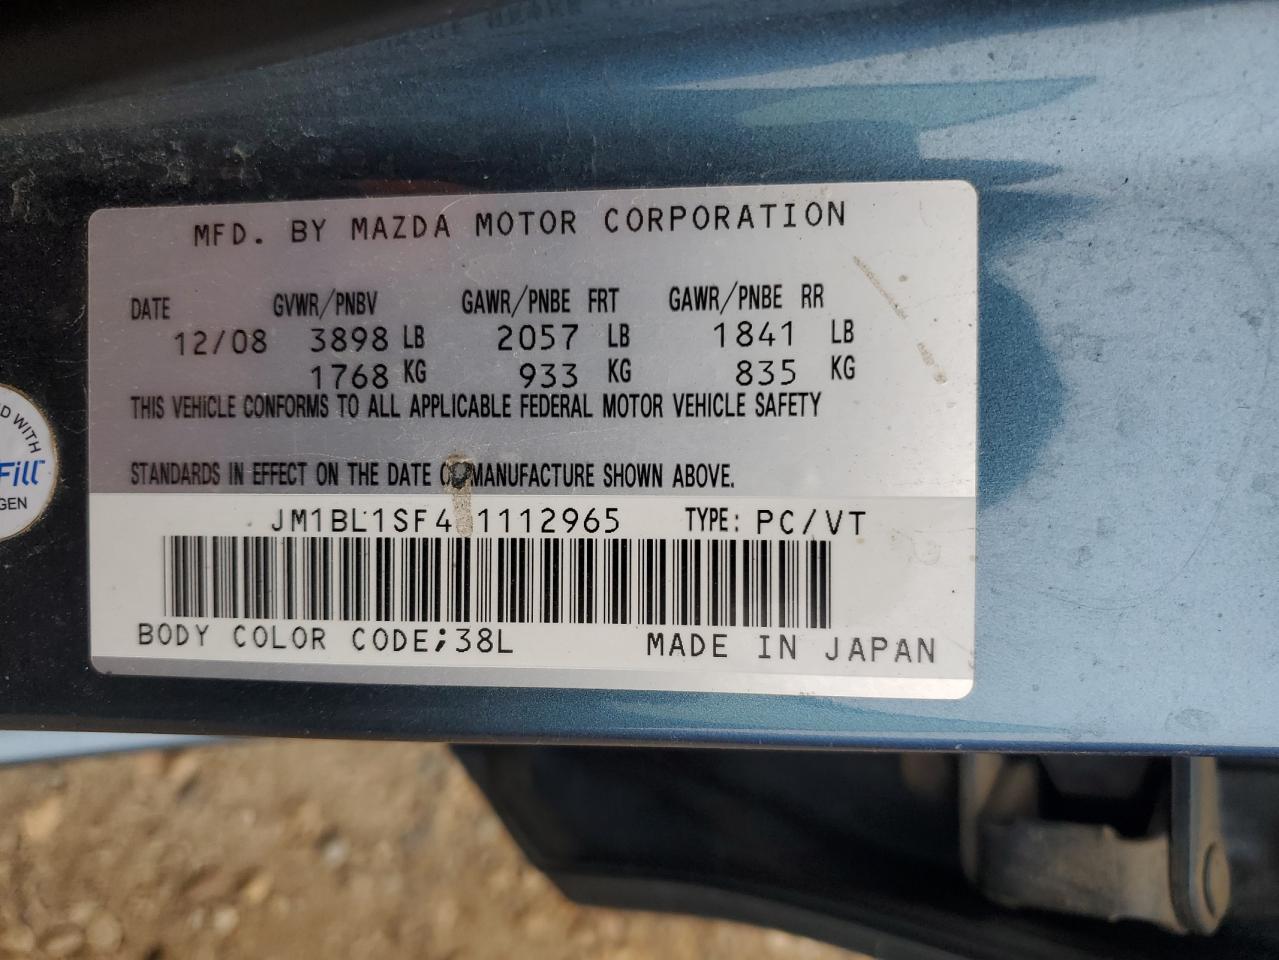 MFD. BY MAZDA MOTOR CORPORATION
DATE GVWR/PNBV GAWR/PNBE FRT GAWR/PNBE RR
12/08 3898 LB 2057 LB 1841 LB
1768 KG 933 KG 835 KG
THIS VEHICLE CONFORMS TO ALL APPLICABLE FEDERAL MOTOR VEHICLE SAFETY
STANDARDS IN EFFECT ON THE DATE MANUFACTURE SHOWN ABOVE.
JM1BL1SF4 1112965 TYPE: PC/VT
BODY COLOR CODE;38L MADE IN JAPAN
WITH
Fill
GEN